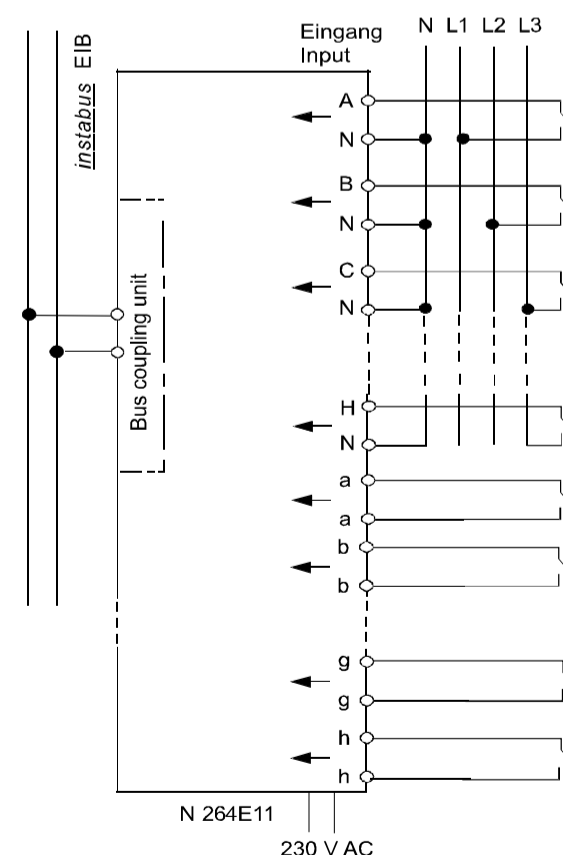 Eingang
Input
N L1 L2 L3
instabus EIB
A
N
B
N
C
N
Bus coupling unit
H
N
a
a
b
b
g
g
h
h
N 264E11
230 V AC